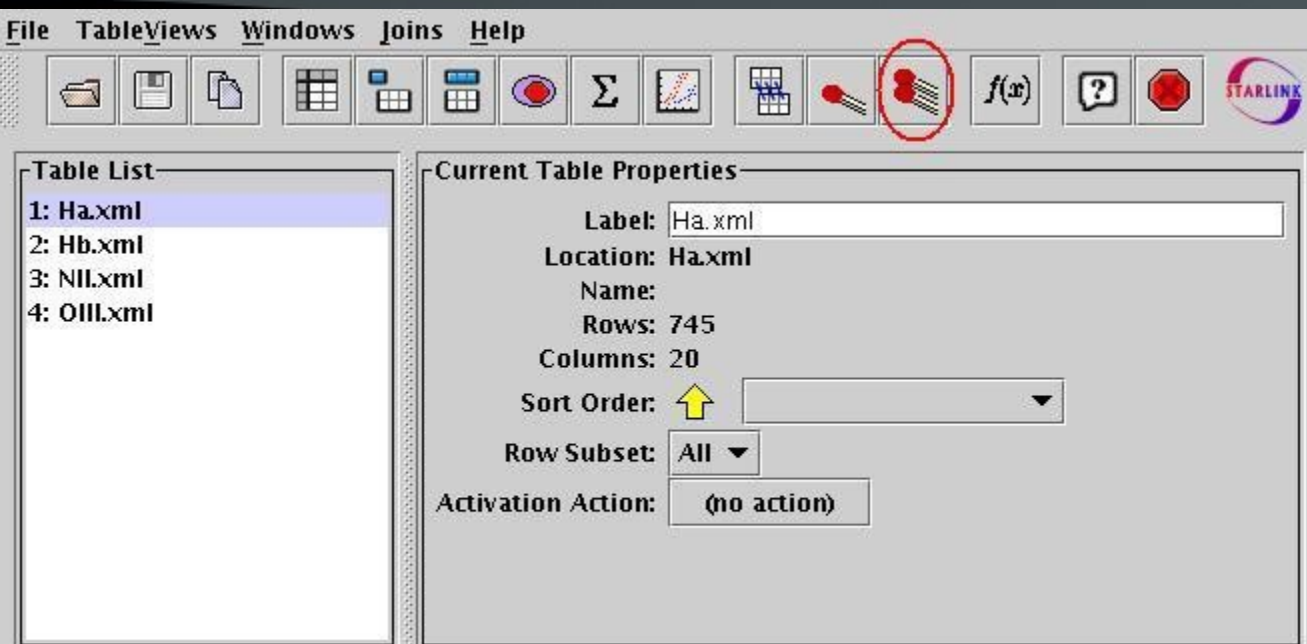 File TableViews Windows Joins Help
Σ f(x) ? STARLINK
Table List
1: Ha.xml
2: Hb.xml
3: NII.xml
4: OIII.xml
Current Table Properties
Label: Ha.xml
Location: Ha.xml
Name:
Rows: 745
Columns: 20
Sort Order:
Row Subset: All
Activation Action: (no action)